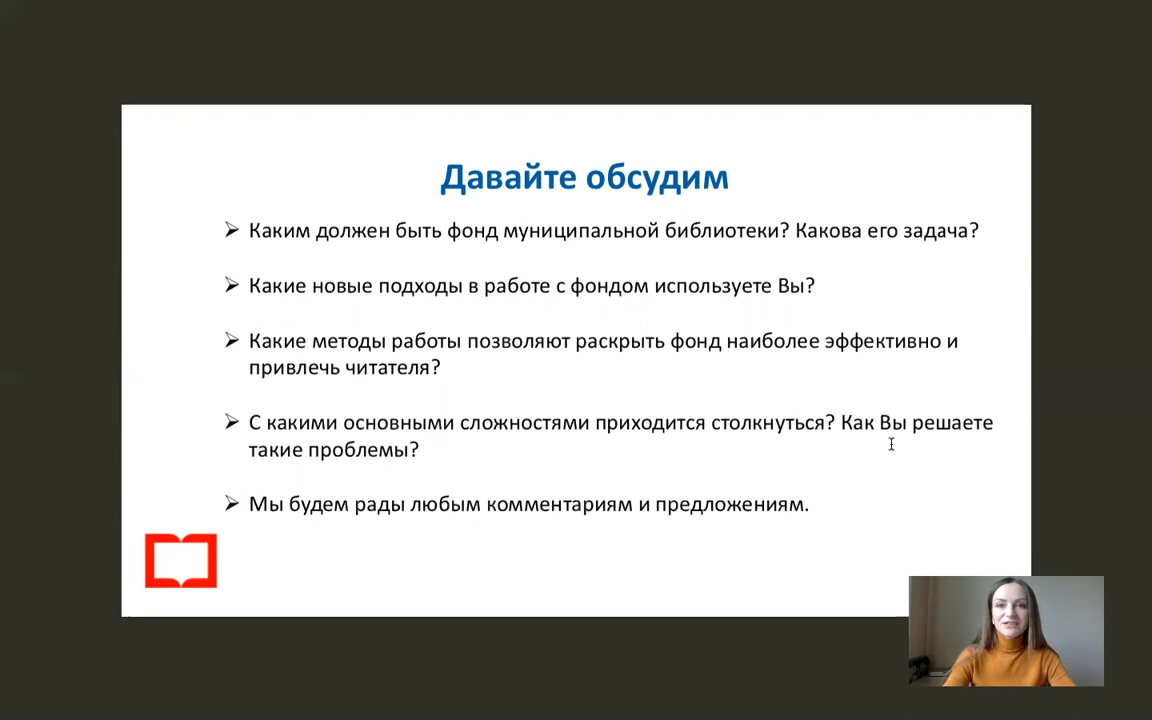 Давайте обсудим
Каким должен быть фонд муниципальной библиотеки? Какова его задача?
Какие новые подходы в работе с фондом используете Вы?
Какие методы работы позволяют раскрыть фонд наиболее эффективно и
привлечь читателя?
С какими основными сложностями приходится столкнуться? Как Вы решаете
такие проблемы?
Мы будем рады любым комментариям и предложениям.